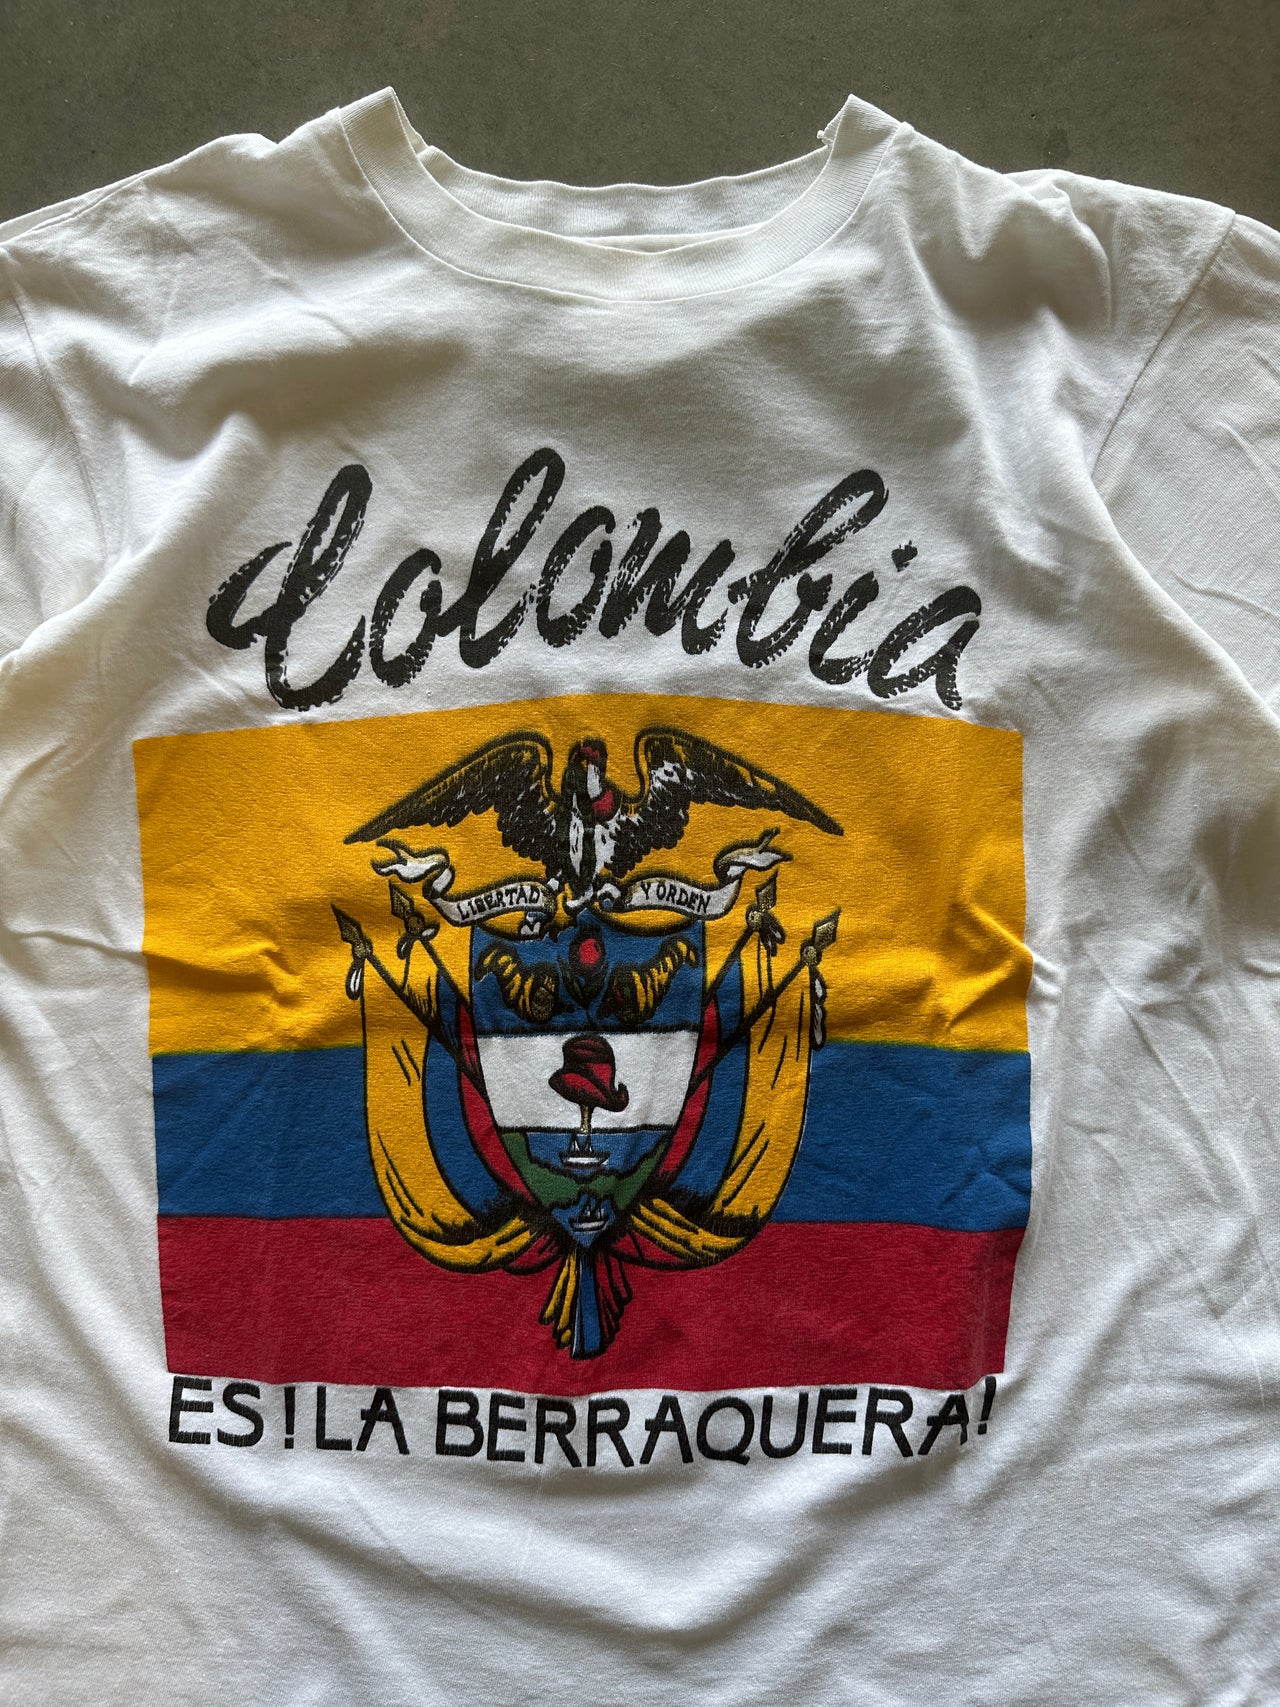 Colombia
LIBERTAD Y ORDEN
ES! LA BERRAQUERA!